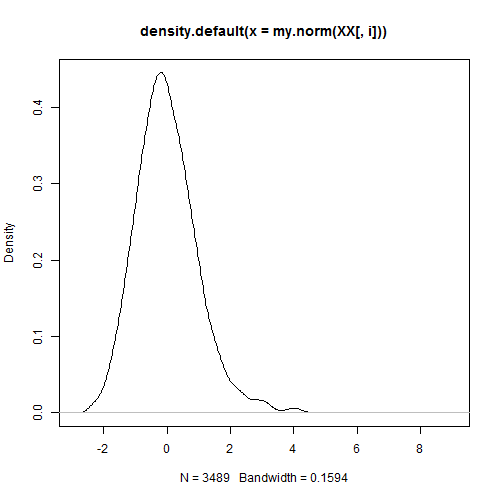 density.default(x = my.norm(XX[, i]))
Density
0.4
0.3
0.2
0.1
0.0
-2 0 2 4 6 8
N = 3489 Bandwidth = 0.1594